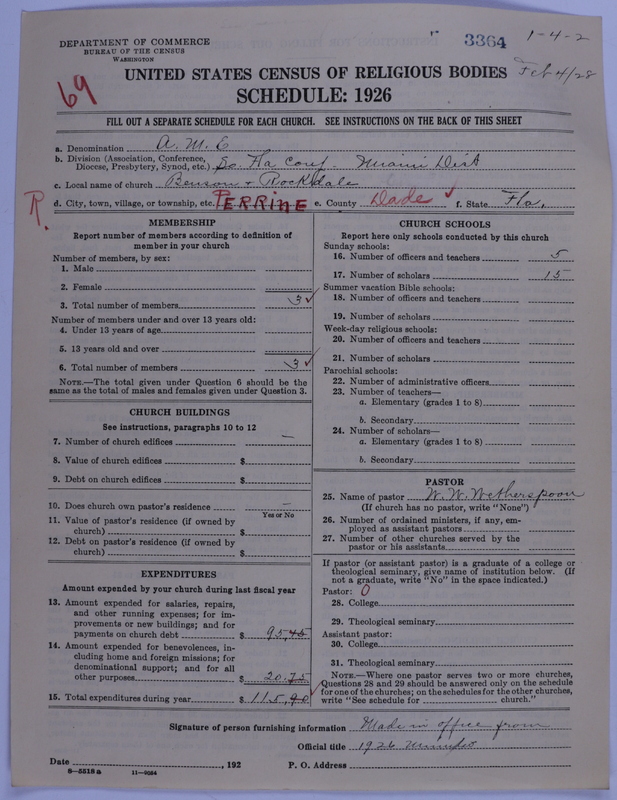 DEPARTMENT OF COMMERCE
BUREAU OF THE CENSUS
WASHINGTON
3364
1-4-2
Feb 4/28
69
UNITED STATES CENSUS OF RELIGIOUS BODIES
SCHEDULE: 1926
FILL OUT A SEPARATE SCHEDULE FOR EACH CHURCH. SEE INSTRUCTIONS ON THE BACK OF THIS SHEET
a. Denomination A. M. E
b. Division (Association, Conference, Diocese, Presbytery, Synod, etc.) So. Fla Conf. Miami Dist
c. Local name of church Benson + Rockdale
R. d. City, town, village, or township, etc. PERRINE e. County Dade f. State Fla.
MEMBERSHIP
Report number of members according to definition of
member in your church
Number of members, by sex:
1. Male
2. Female
3. Total number of members 3
Number of members under and over 13 years old:
4. Under 13 years of age
5. 13 years old and over
6. Total number of members 3
NOTE.—The total given under Question 6 should be the
same as the total of males and females given under Question 3.
CHURCH BUILDINGS
See instructions, paragraphs 10 to 12
7. Number of church edifices —
8. Value of church edifices $
9. Debt on church edifices $
10. Does church own pastor's residence —
Yes or No
11. Value of pastor's residence (if owned by
church) $
12. Debt on pastor's residence (if owned by
church) $
EXPENDITURES
Amount expended by your church during last fiscal year
13. Amount expended for salaries, repairs,
and other running expenses; for im-
provements or new buildings; and for
payments on church debt $ 95.45
14. Amount expended for benevolences, in-
cluding home and foreign missions; for
denominational support; and for all
other purposes $ 20.75
15. Total expenditures during year $ 115.90
CHURCH SCHOOLS
Report here only schools conducted by this church
Sunday schools:
16. Number of officers and teachers 5
17. Number of scholars 15
Summer vacation Bible schools:
18. Number of officers and teachers
19. Number of scholars
Week-day religious schools:
20. Number of officers and teachers
21. Number of scholars
Parochial schools:
22. Number of administrative officers
23. Number of teachers—
a. Elementary (grades 1 to 8)
b. Secondary
24. Number of scholars—
a. Elementary (grades 1 to 8)
b. Secondary
PASTOR
25. Name of pastor W. W. Wetherspoon
(If church has no pastor, write "None")
26. Number of ordained ministers, if any, em-
ployed as assistant pastors
27. Number of other churches served by the
pastor or his assistants
If pastor (or assistant pastor) is a graduate of a college or
theological seminary, give name of institution below. (If
not a graduate, write "No" in the space indicated.)
Pastor: O
28. College
29. Theological seminary
Assistant pastor:
30. College
31. Theological seminary
NOTE.—Where one pastor serves two or more churches,
Questions 28 and 29 should be answered only on the schedule
for one of the churches; on the schedules for the other churches,
write "See schedule for church."
Signature of person furnishing information Made in office from
Official title 1926 Minutes
Date , 192 P. O. Address
8-5518 a 11-9034